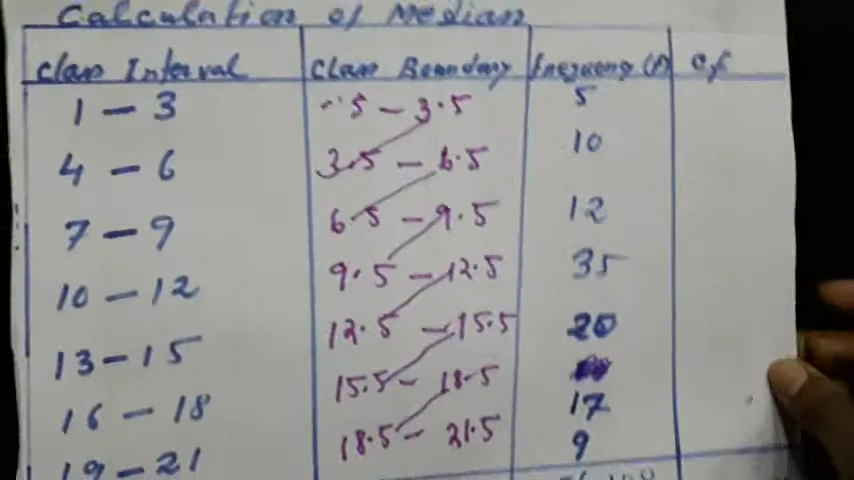 Calculation of Median
Class Interval Class Boundary Frequency (f) C.f
1 - 3 .5 - 3.5 5
4 - 6 3.5 - 6.5 10
7 - 9 6.5 - 9.5 12
10 - 12 9.5 - 12.5 35
13 - 15 12.5 - 15.5 20
16 - 18 15.5 - 18.5 17
19 - 21 18.5 - 21.5 9